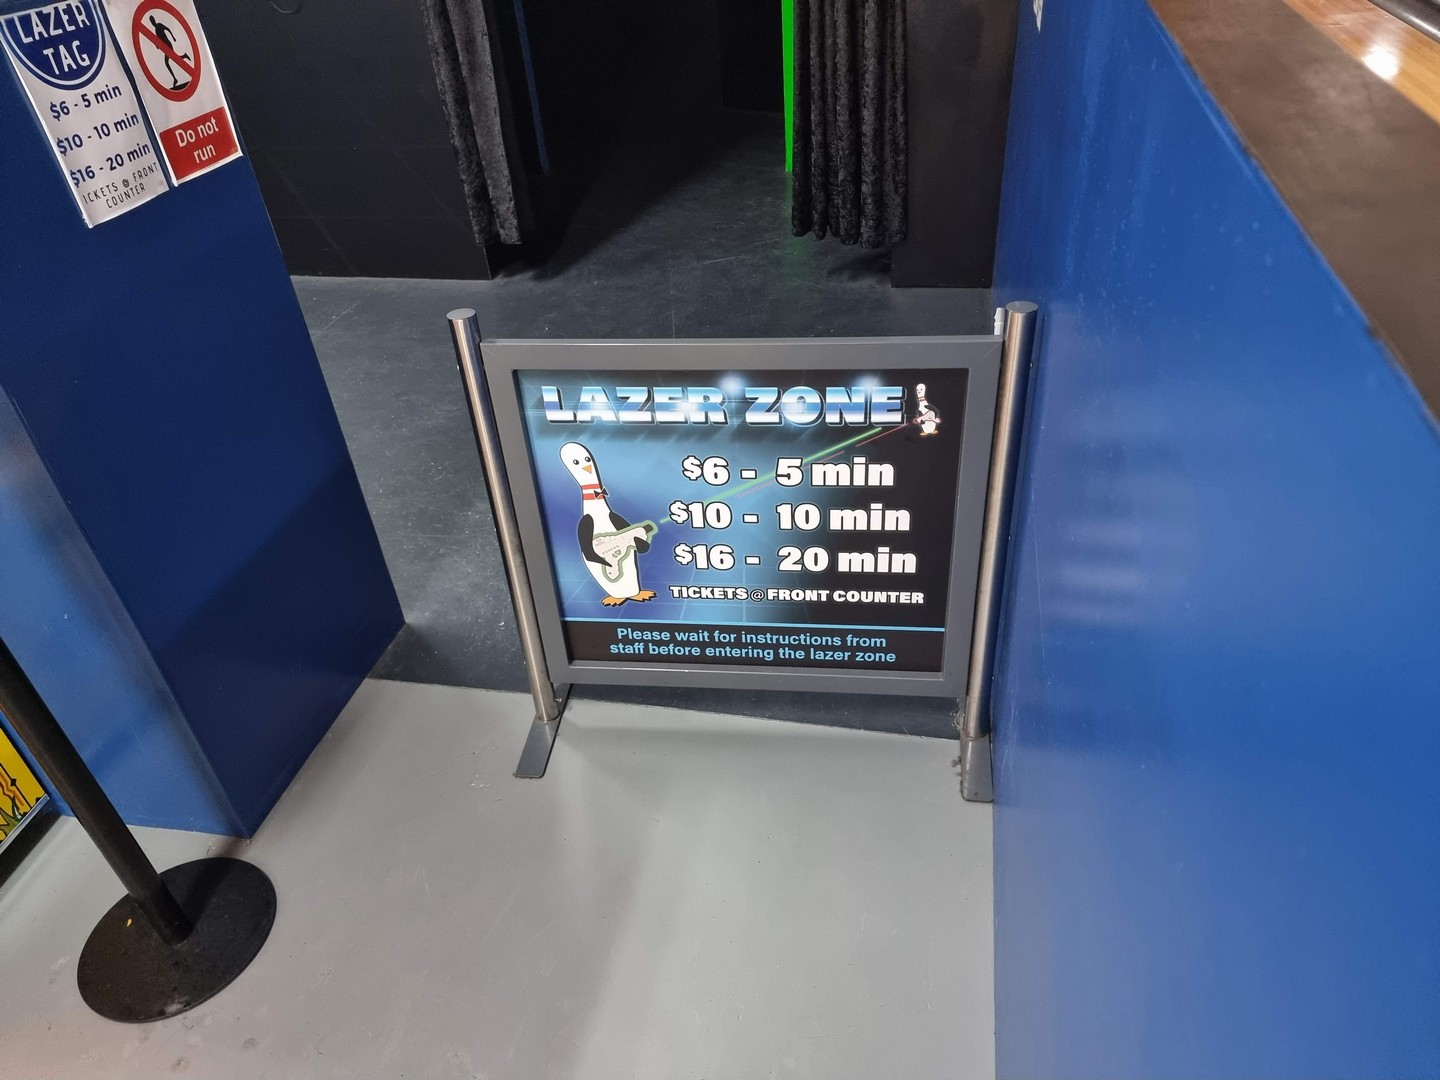 LAZER
TAG
$6 - 5 min
$10 - 10 min
$16 - 20 min
TICKETS @ FRONT
COUNTER
Do not
run
LAZER ZONE
$6 - 5 min
$10 - 10 min
$16 - 20 min
TICKETS @ FRONT COUNTER
Please wait for instructions from
staff before entering the lazer zone